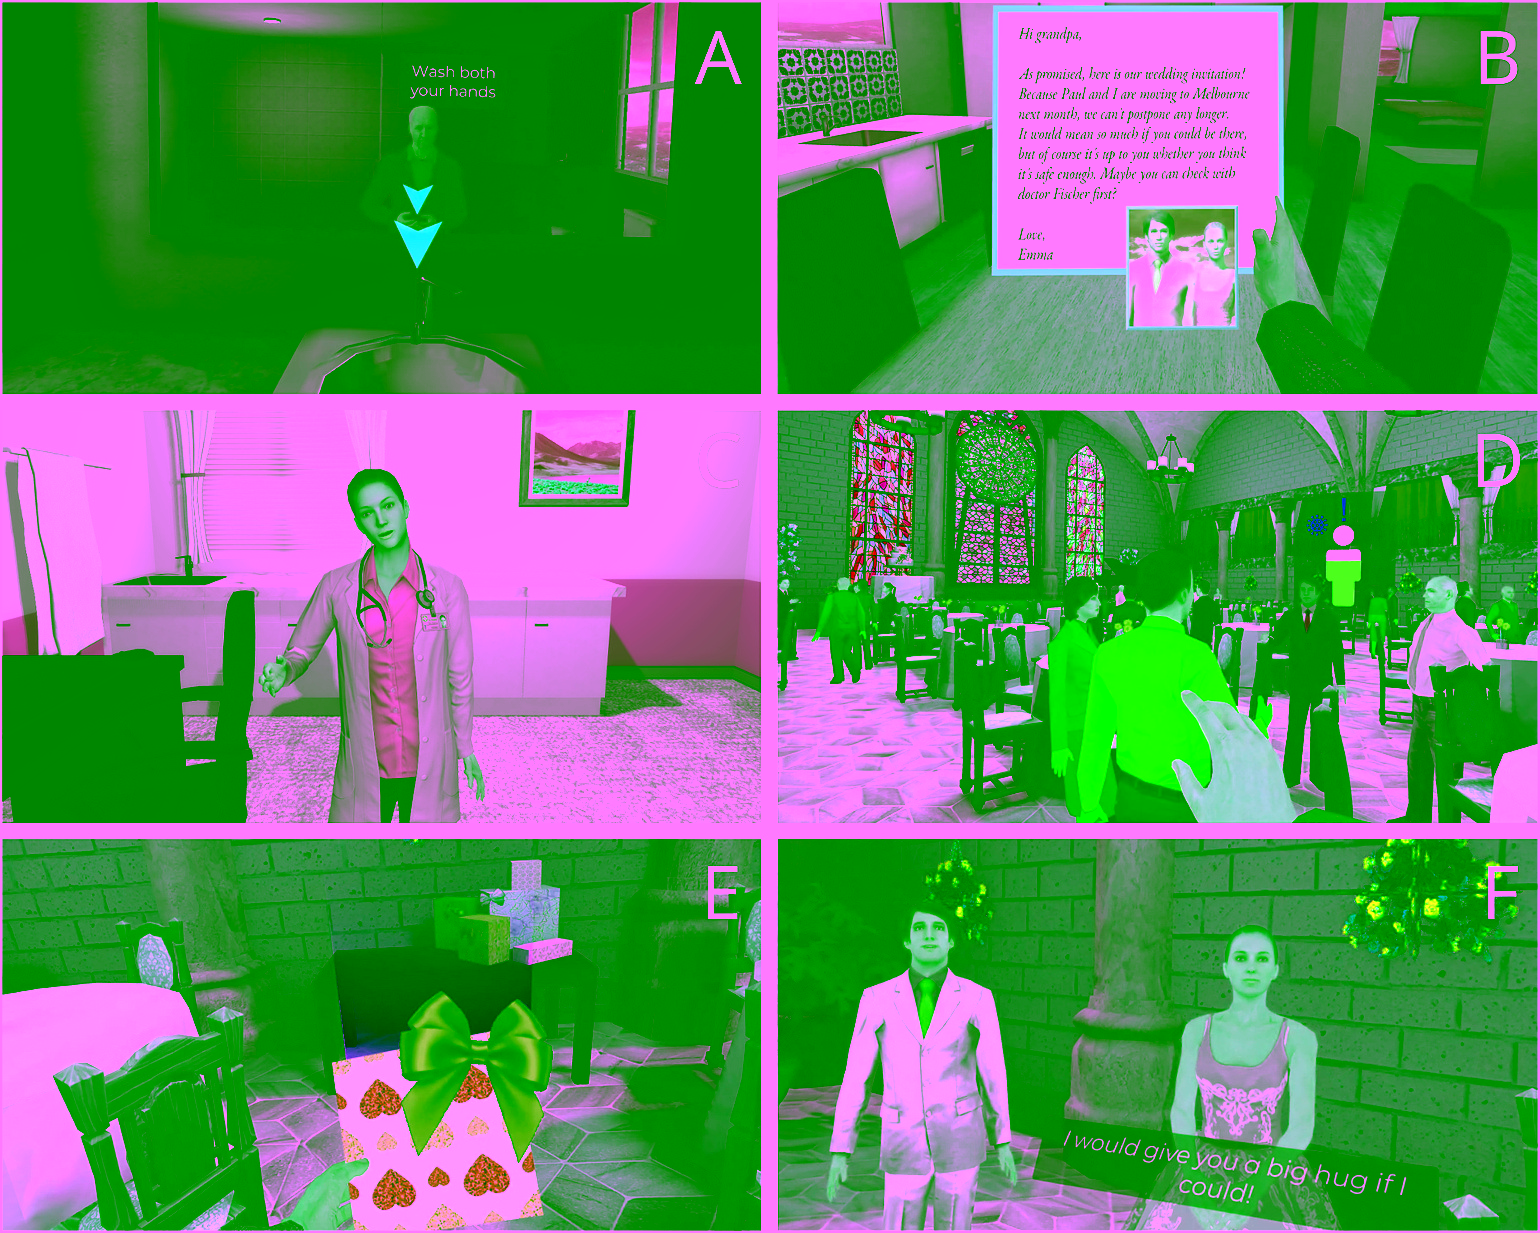 A
Wash both
your hands
B
Hi grandpa,
As promised, here is our wedding invitation!
Because Paul and I are moving to Melbourne
next month, we can't postpone any longer.
It would mean so much if you could be there,
but of course it's up to you whether you think
it's safe enough. Maybe you can check with
doctor Fischer first?
Love,
Emma
C
D
E
F
I would give you a big hug if I
could!